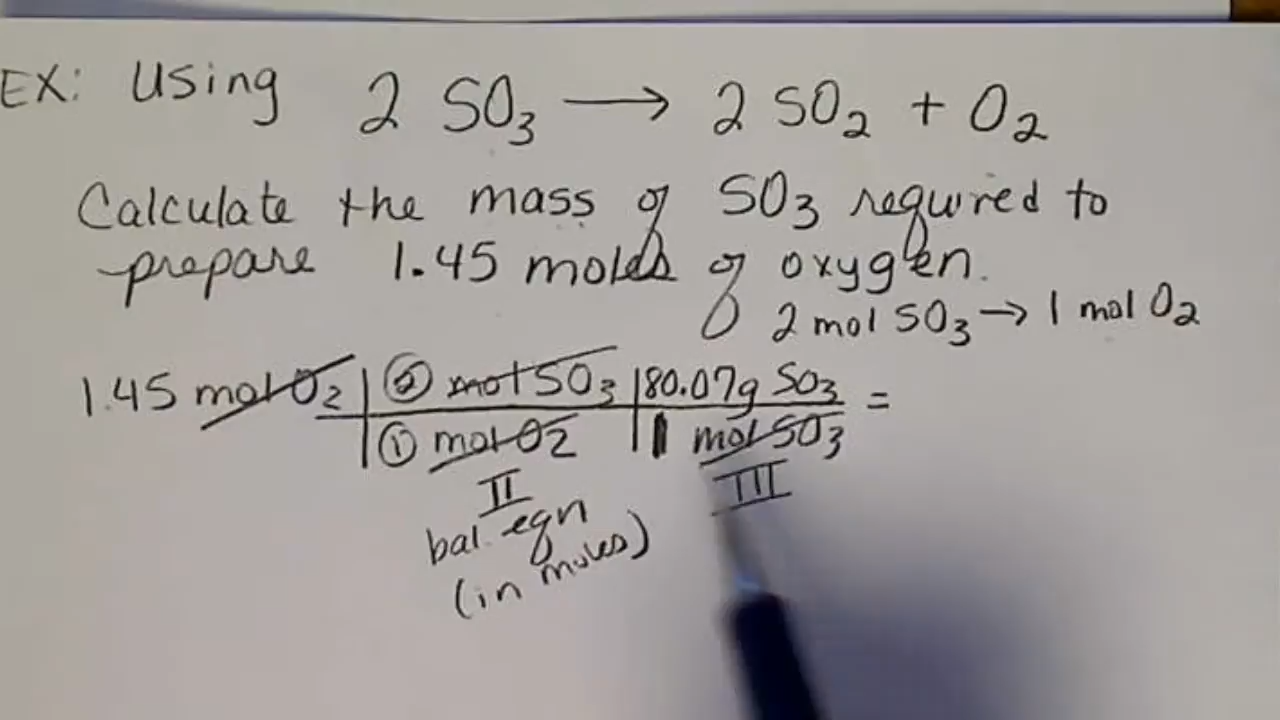 EX: Using 2 SO3 → 2 SO2 + O2
Calculate the mass of SO3 required to
prepare 1.45 moles of oxygen.
2 mol SO3 → 1 mol O2
1.45 mol O2 | 2 mol SO3 | 80.07g SO3 =
1 mol O2 | 1 mol SO3
II III
bal. eqn
(in moles)